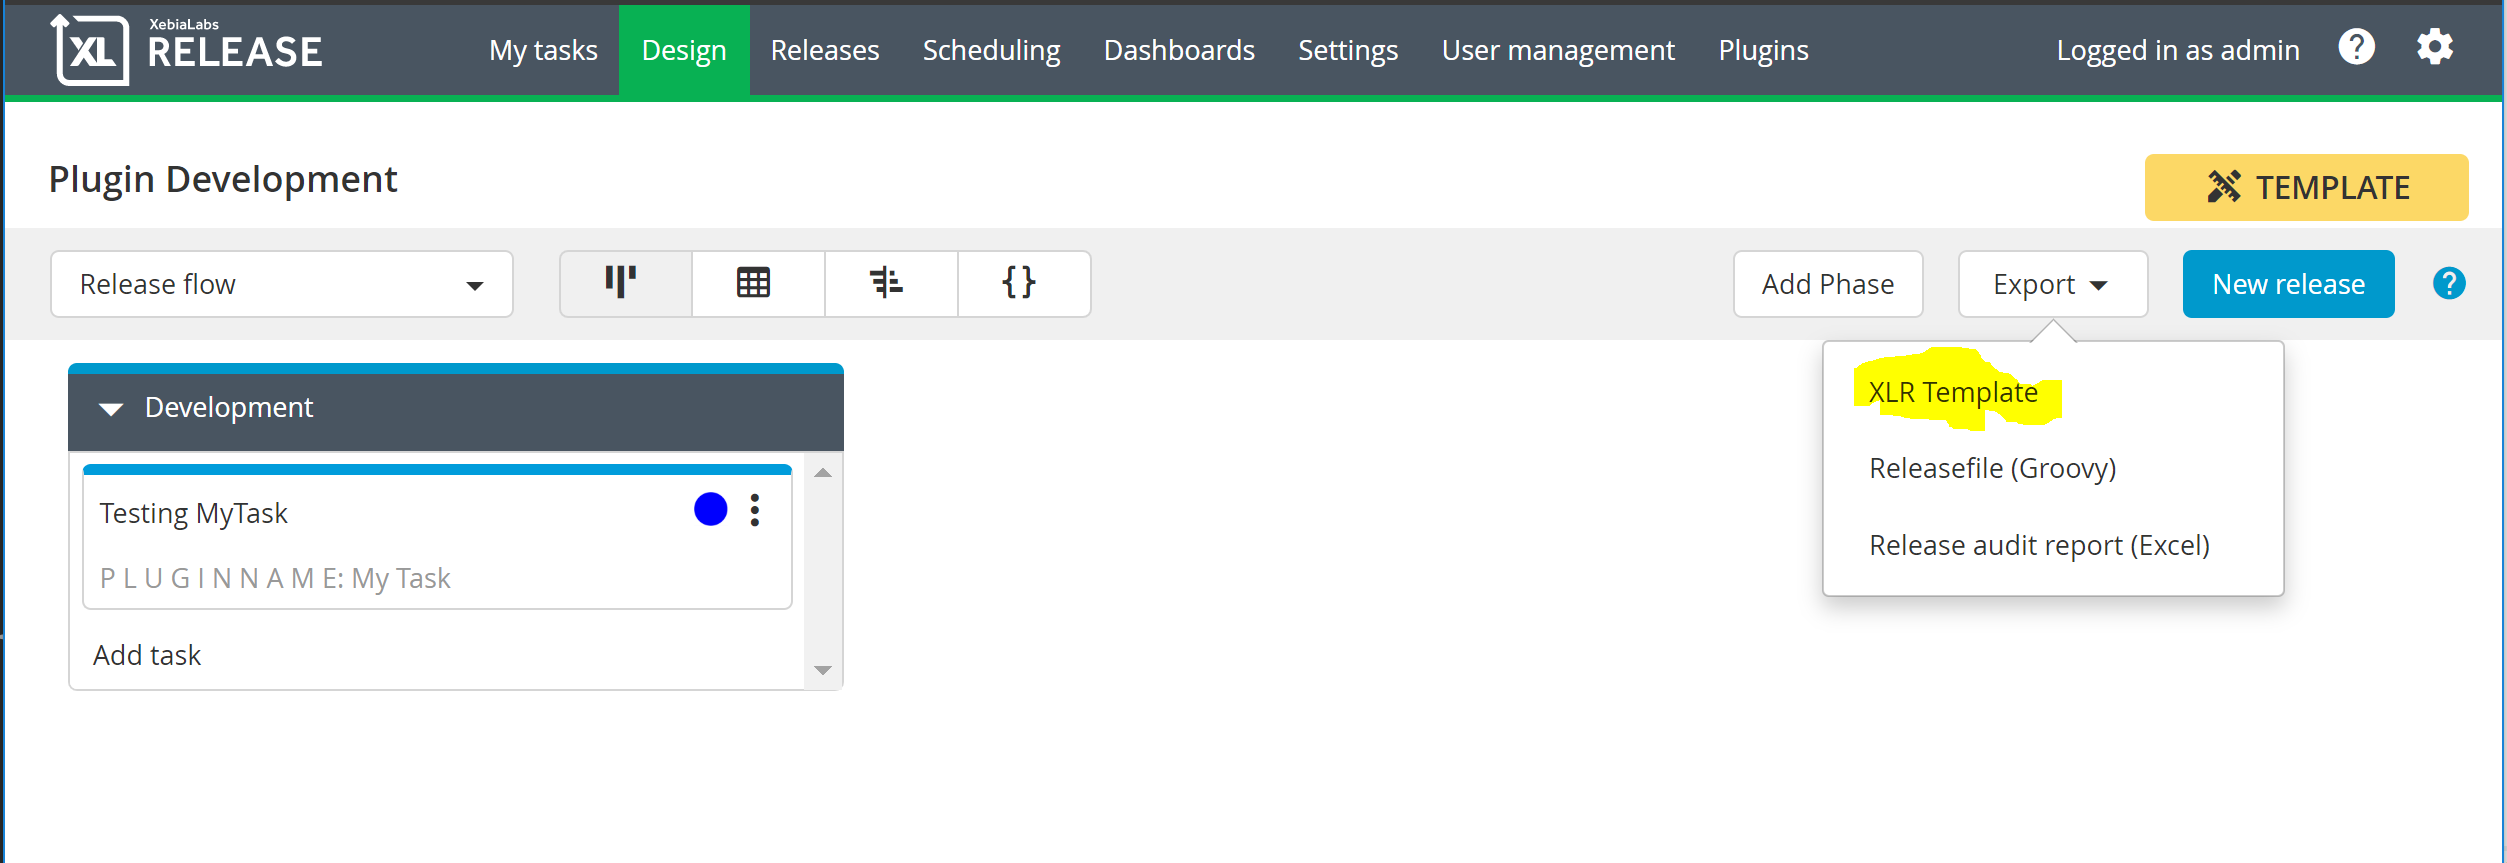 XL XebiaLabs
RELEASE
My tasks Design Releases Scheduling Dashboards Settings User management Plugins Logged in as admin ?
Plugin Development
TEMPLATE
Release flow {} Add Phase Export New release ?
XLR Template
Releasefile (Groovy)
Release audit report (Excel)
Development
Testing MyTask
P L U G I N N A M E: My Task
Add task